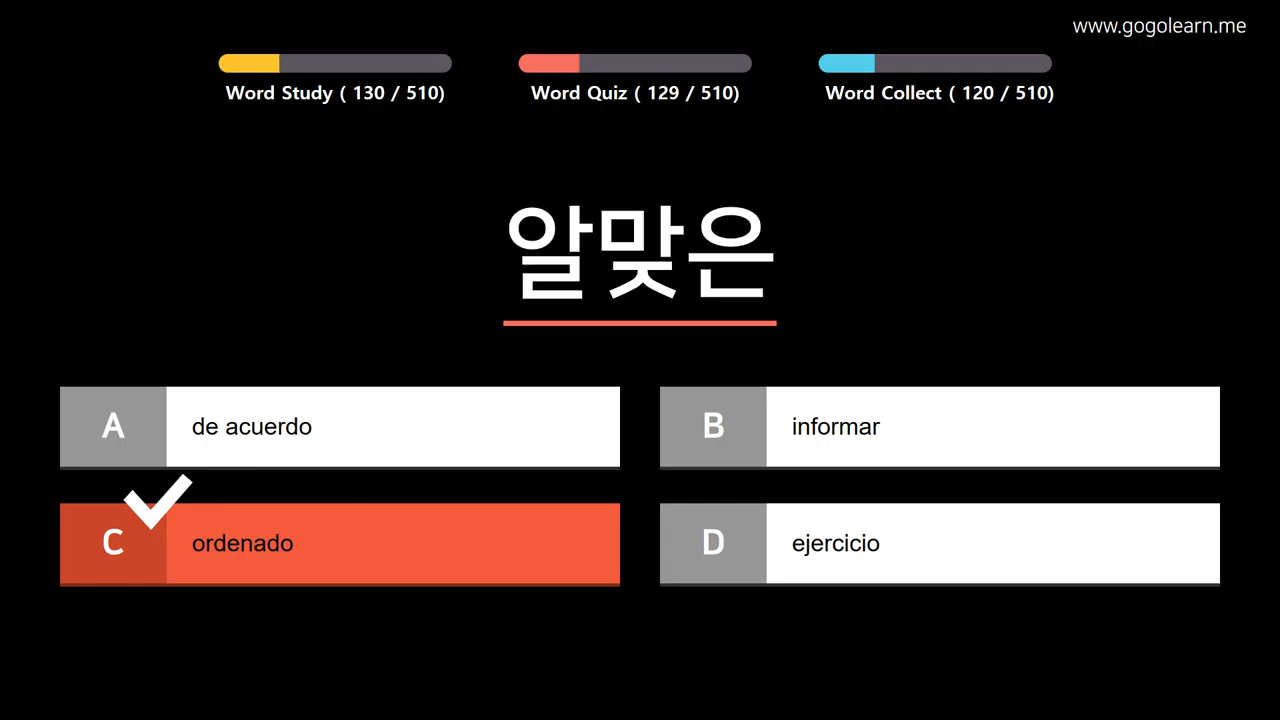 www.gogolearn.me
Word Study ( 130 / 510)
Word Quiz ( 129 / 510)
Word Collect ( 120 / 510)
알맞은
A
de acuerdo
B
informar
C
ordenado
D
ejercicio